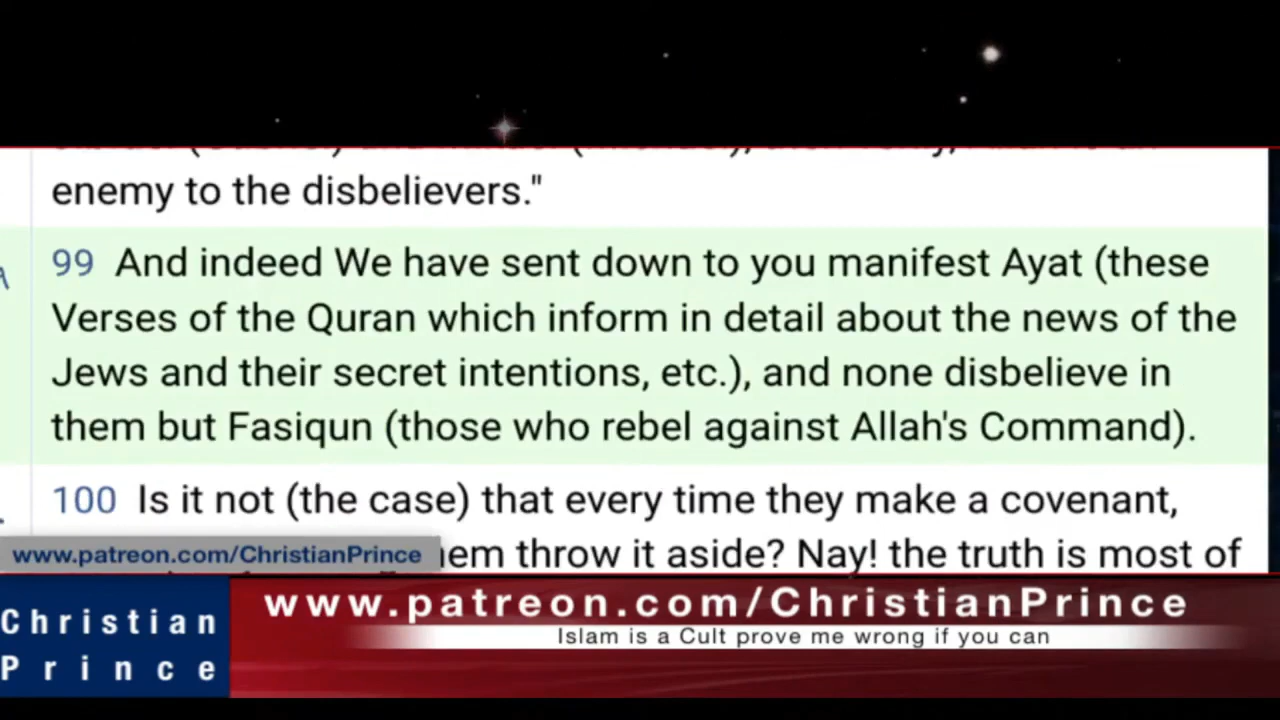 enemy to the disbelievers."
99 And indeed We have sent down to you manifest Ayat (these
Verses of the Quran which inform in detail about the news of the
Jews and their secret intentions, etc.), and none disbelieve in
them but Fasiqun (those who rebel against Allah's Command).
100 Is it not (the case) that every time they make a covenant,
hem throw it aside? Nay! the truth is most of
www.patreon.com/ChristianPrince
Christian
Prince
www.patreon.com/ChristianPrince
Islam is a Cult prove me wrong if you can